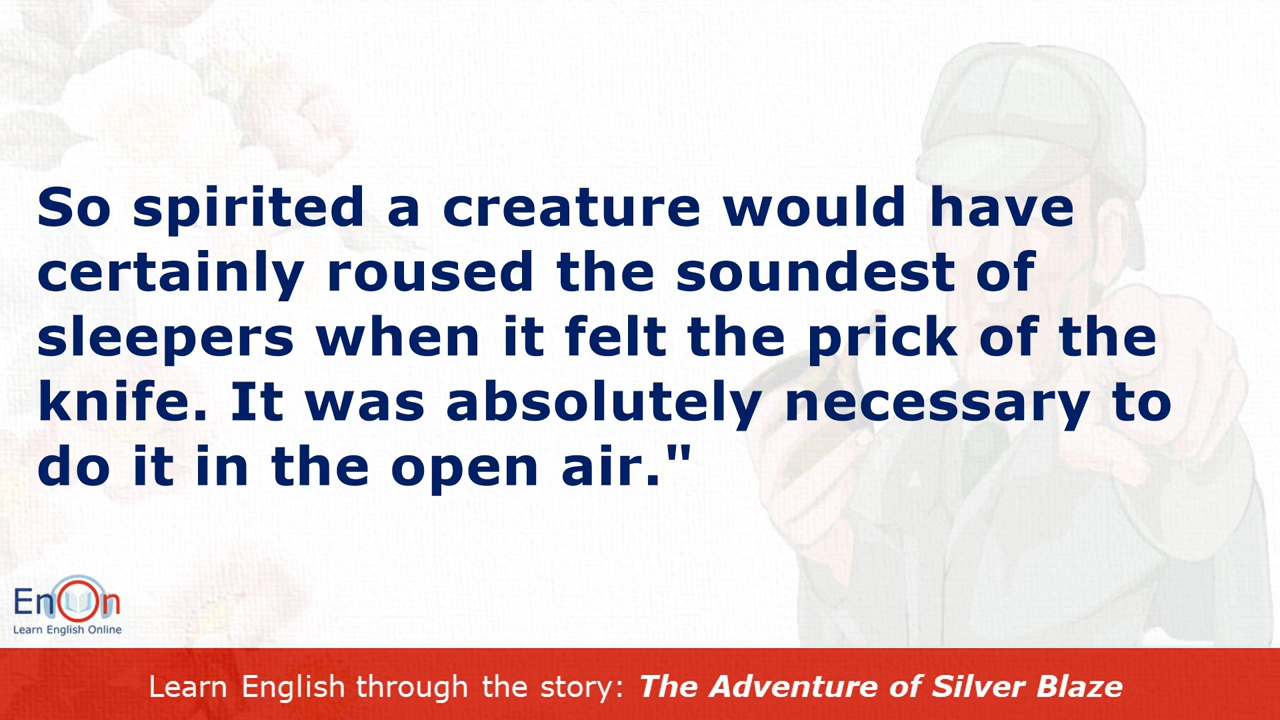 So spirited a creature would have
certainly roused the soundest of
sleepers when it felt the prick of the
knife. It was absolutely necessary to
do it in the open air."
EnOn
Learn English Online
Learn English through the story: The Adventure of Silver Blaze